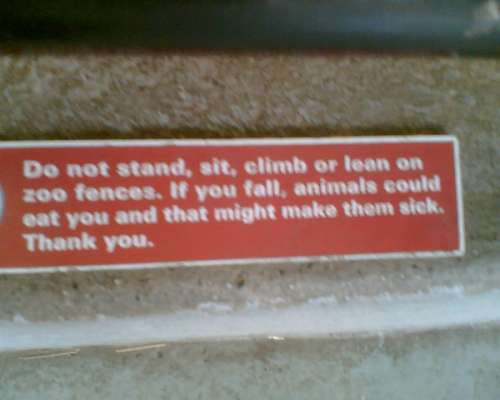 Do not stand, sit, climb or lean on
zoo fences. If you fall, animals could
eat you and that might make them sick.
Thank you.